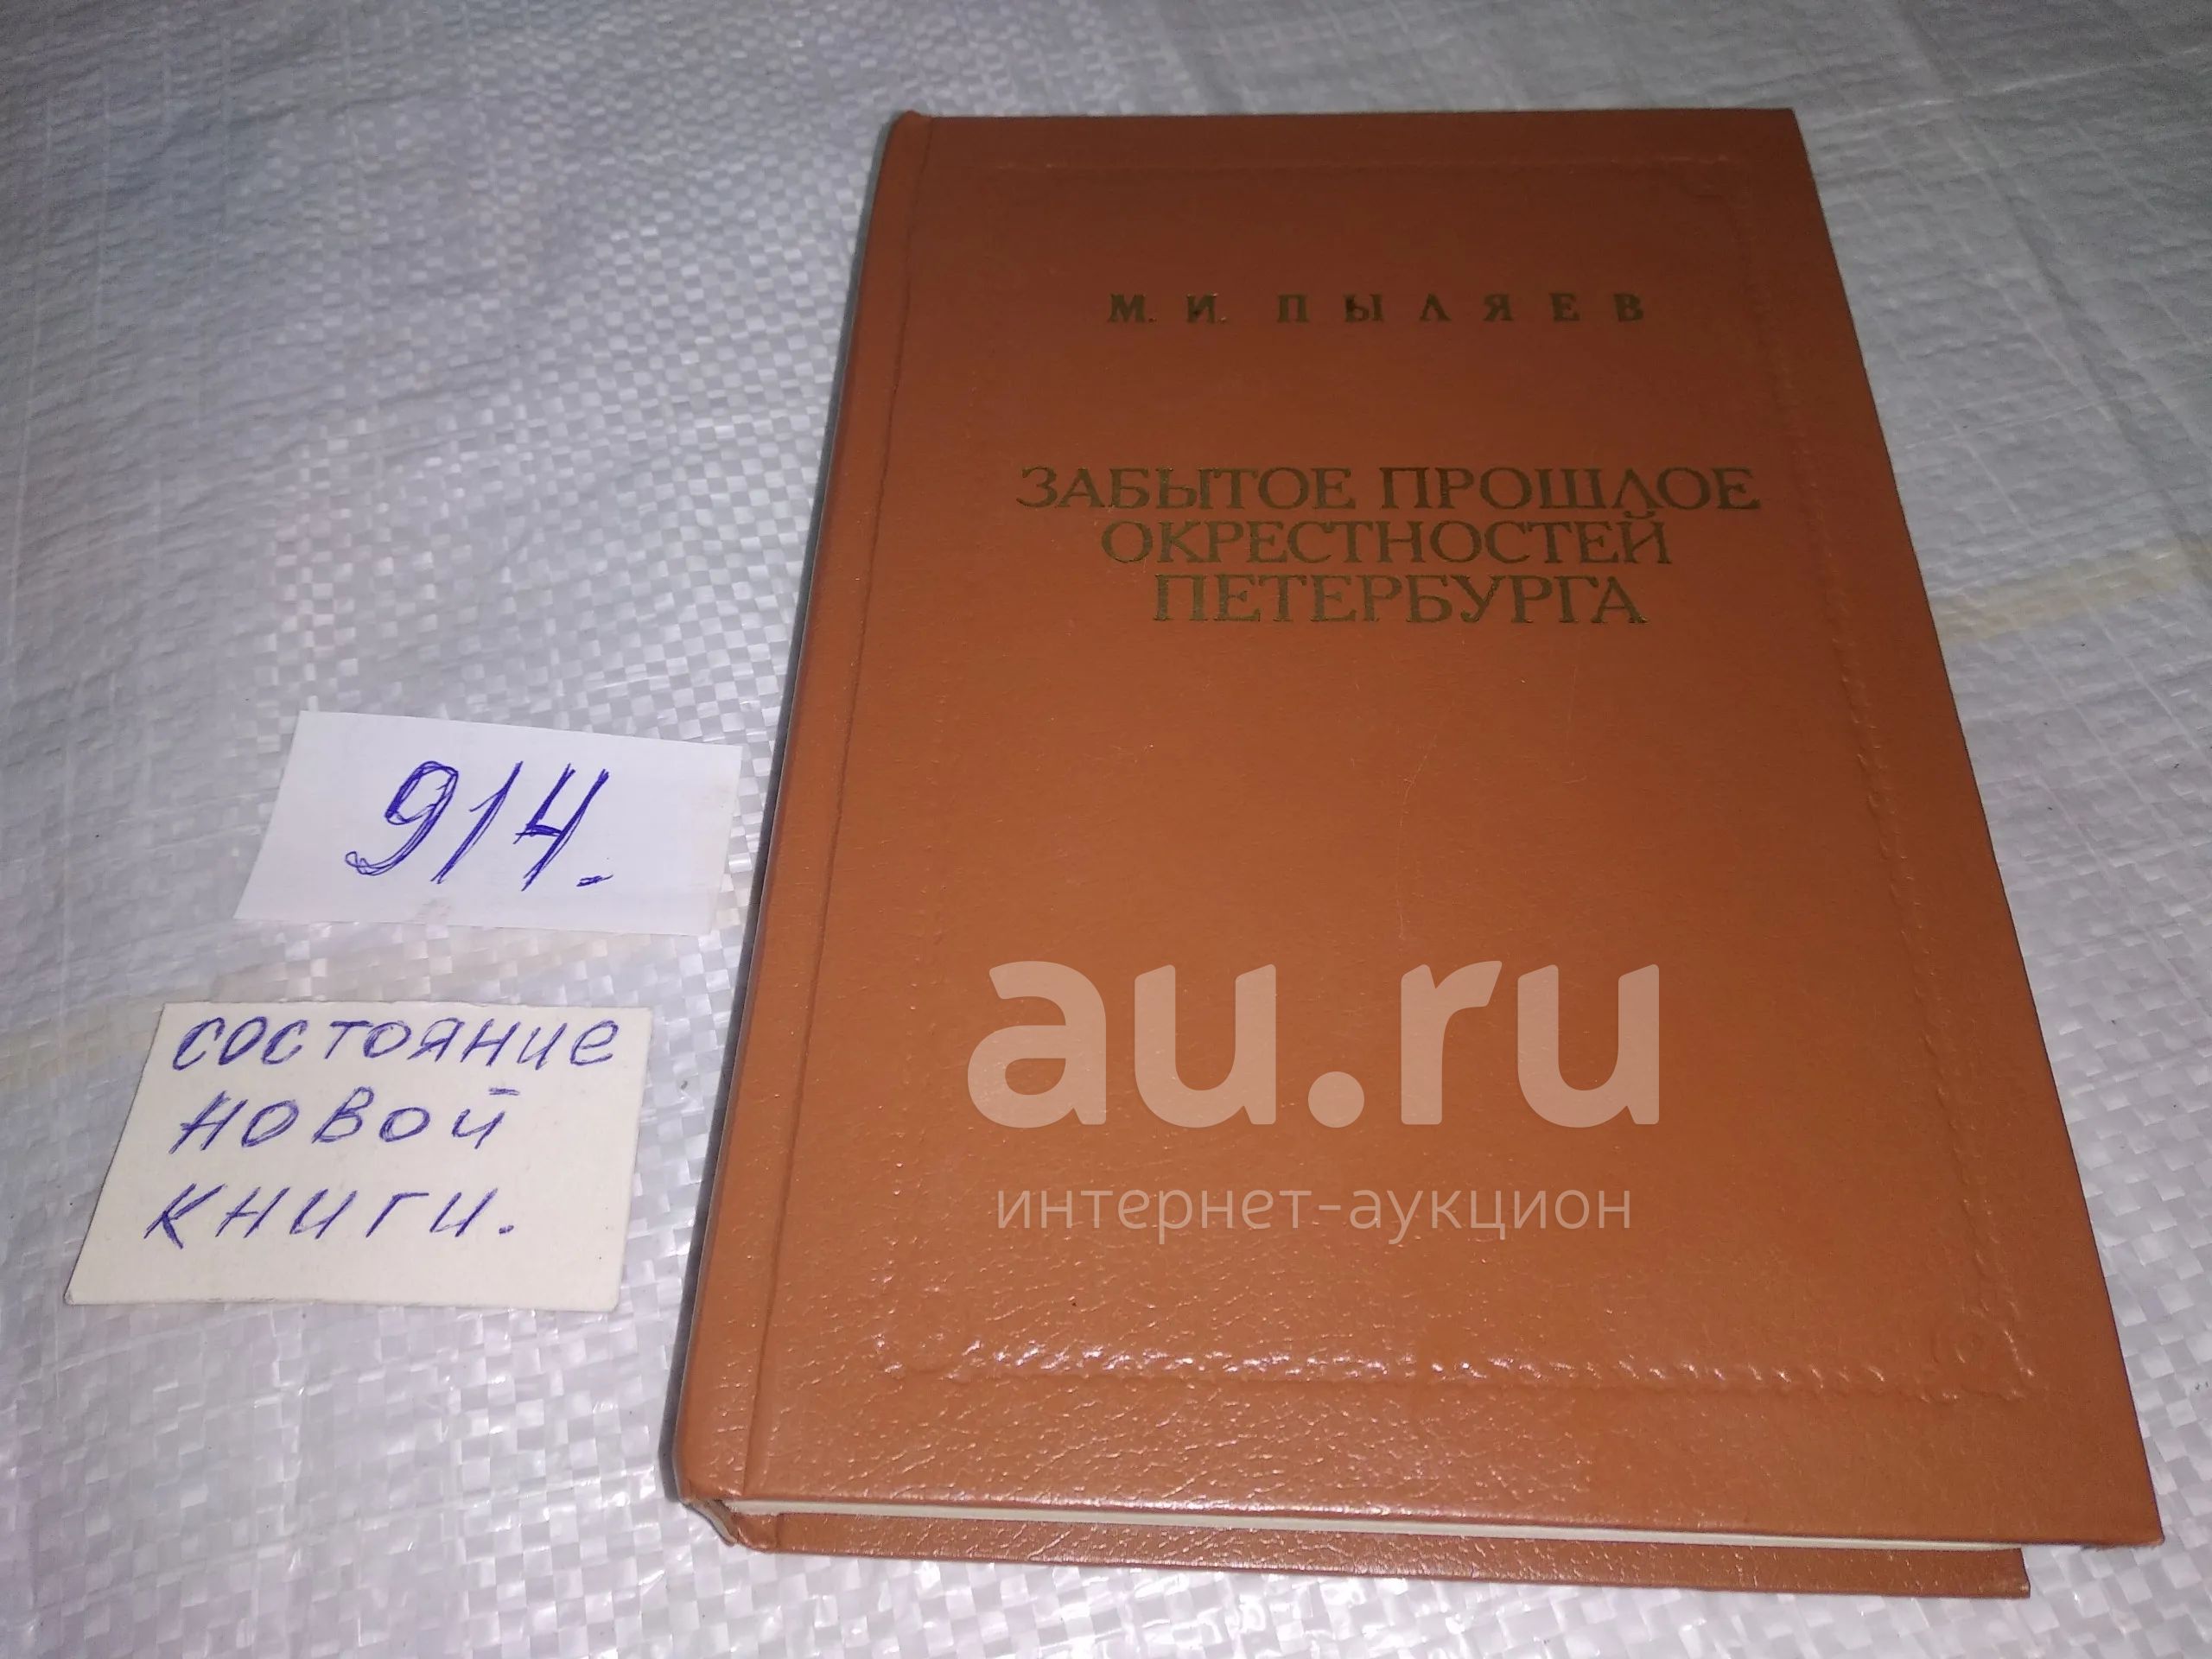 М. И. ПЫЛЯЕВ
ЗАБЫТОЕ ПРОШЛОЕ
ОКРЕСТНОСТЕЙ
ПЕТЕРБУРГА
914.
состояние
новой
книги.
au.ru
интернет-аукцион